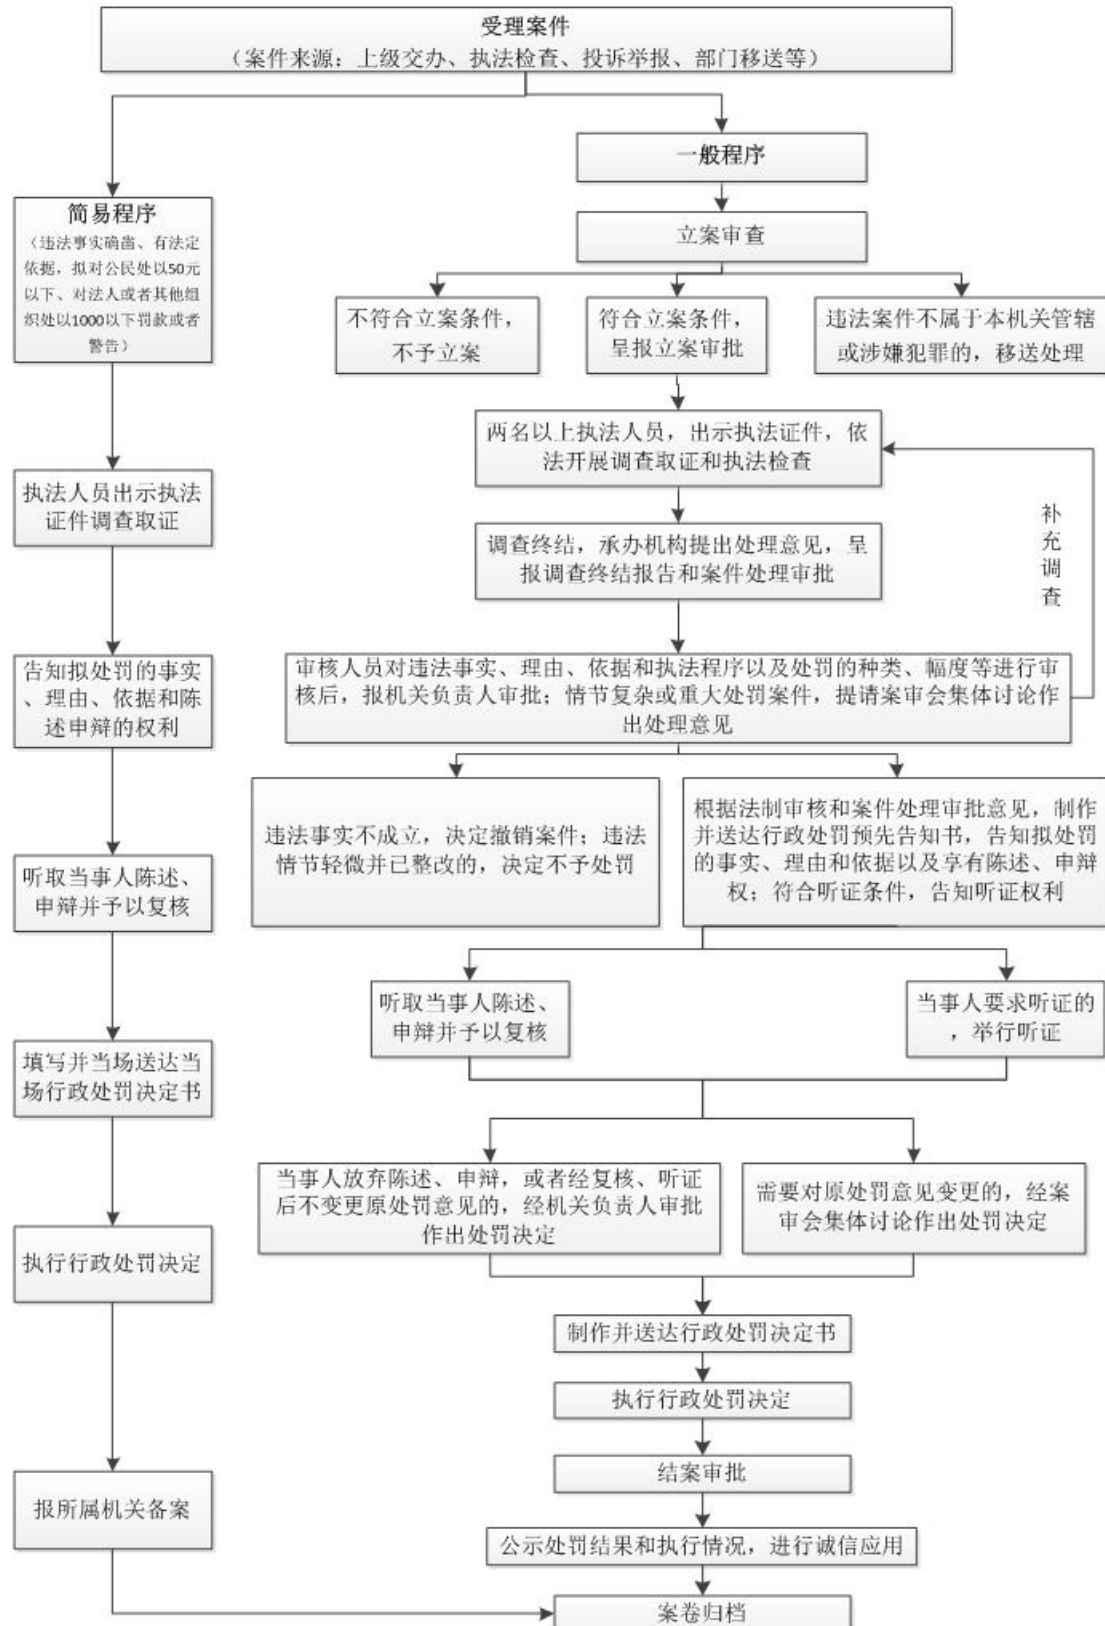 受理案件
（案件来源：上级交办、执法检查、投诉举报、部门移送等）
一般程序
简易程序
（违法事实确凿、有法定
依据，拟对公民处以50元
以下、对法人或者其他组
织处以1000以下罚款或者
警告）
立案审查
不符合立案条件，
不予立案
符合立案条件，
呈报立案审批
违法案件不属于本机关管辖
或涉嫌犯罪的，移送处理
两名以上执法人员，出示执法证件，依
法开展调查取证和执法检查
执法人员出示执法
证件调查取证
补
充
调
查
调查终结，承办机构提出处理意见，呈
报调查终结报告和案件处理审批
告知拟处罚的事实
、理由、依据和陈
述申辩的权利
审核人员对违法事实、理由、依据和执法程序以及处罚的种类、幅度等进行审
核后，报机关负责人审批；情节复杂或重大处罚案件，提请案审会集体讨论作
出处理意见
违法事实不成立，决定撤销案件；违法
情节轻微并已整改的，决定不予处罚
根据法制审核和案件处理审批意见，制作
并送达行政处罚预先告知书，告知拟处罚
的事实、理由和依据以及享有陈述、申辩
权；符合听证条件，告知听证权利
听取当事人陈述、
申辩并予以复核
听取当事人陈述、
申辩并予以复核
当事人要求听证的
，举行听证
填写并当场送达当
场行政处罚决定书
当事人放弃陈述、申辩，或者经复核、听证
后不变更原处罚意见的，经机关负责人审批
作出处罚决定
需要对原处罚意见变更的，经案
审会集体讨论作出处罚决定
执行行政处罚决定
制作并送达行政处罚决定书
执行行政处罚决定
结案审批
报所属机关备案
公示处罚结果和执行情况，进行诚信应用
案卷归档